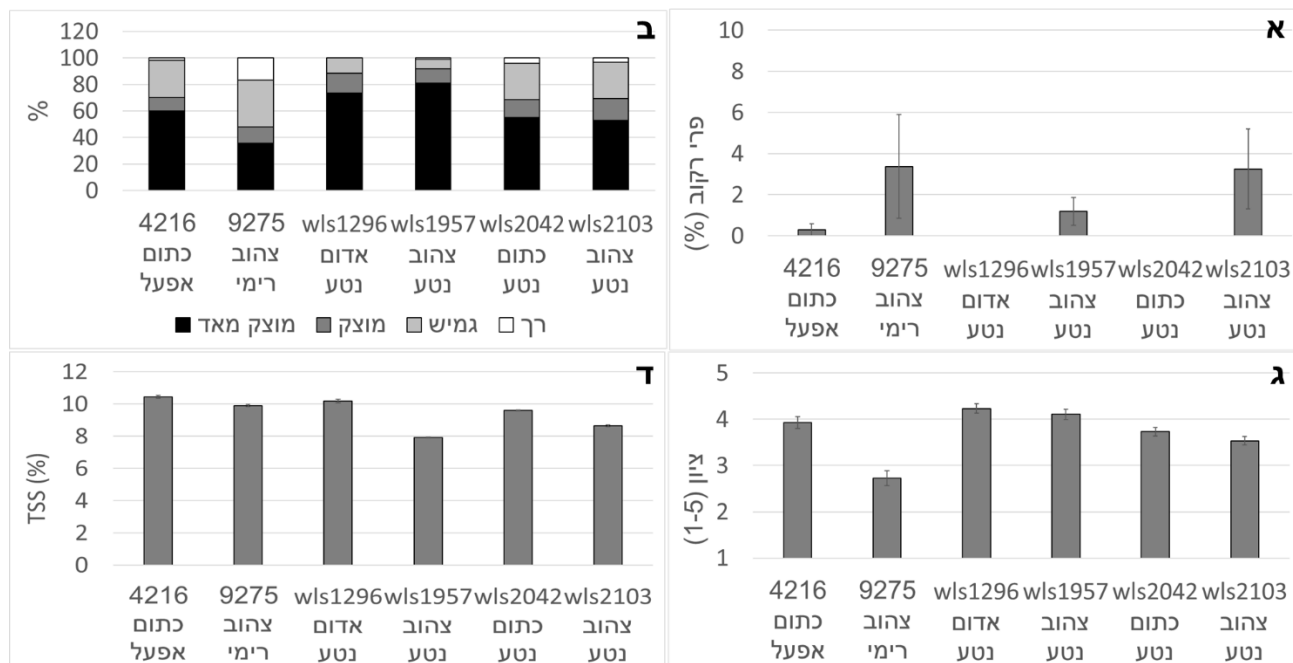 א
פרי רקוב (%)
10
8
6
4
2
0
4216 9275 wls1296 wls1957 wls2042 wls2103
כתום צהוב אדום צהוב כתום צהוב
אפעל רימי נטע נטע נטע נטע
ב
%
120
100
80
60
40
20
0
4216 9275 wls1296 wls1957 wls2042 wls2103
כתום צהוב אדום צהוב כתום צהוב
אפעל רימי נטע נטע נטע נטע
מוצק מאד מוצק גמיש רך
ג
ציון (1-5)
5
4
3
2
1
4216 9275 wls1296 wls1957 wls2042 wls2103
כתום צהוב אדום צהוב כתום צהוב
אפעל רימי נטע נטע נטע נטע
ד
TSS (%)
12
10
8
6
4
2
0
4216 9275 wls1296 wls1957 wls2042 wls2103
כתום צהוב אדום צהוב כתום צהוב
אפעל רימי נטע נטע נטע נטע